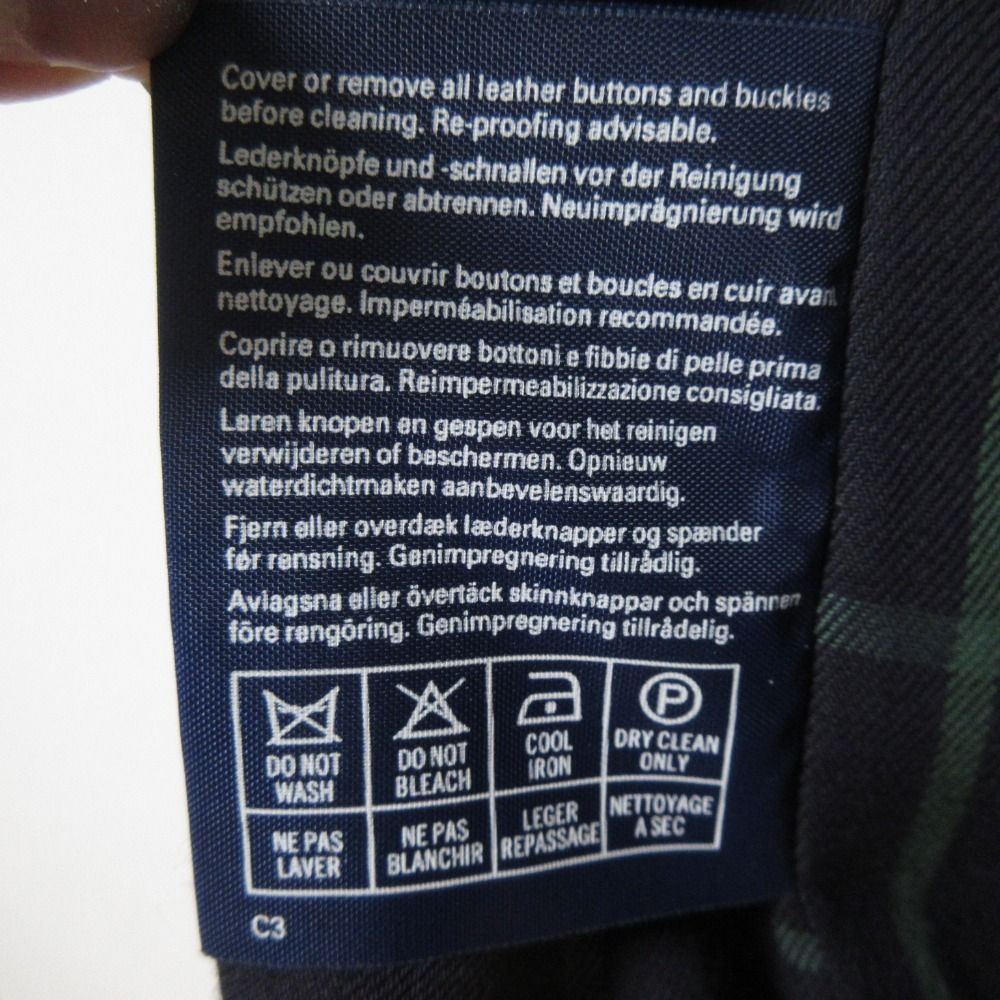 Cover or remove all leather buttons and buckles
before cleaning. Re-proofing advisable.
Lederknöpfe und -schnallen vor der Reinigung
schützen oder abtrennen. Neuimprägnierung wird
empfohlen.
Enlever ou couvrir boutons et boucles en cuir avant
nettoyage. Imperméabilisation recommandée.
Coprire o rimuovere bottoni e fibbie di pelle prima
della pulitura. Reimpermeabilizzazione consigliata.
Leren knopen en gespen voor het reinigen
verwijderen of beschermen. Opnieuw
waterdichtmaken aanbevelenswaardig.
Fjern eller overdæk læderknapper og spænder
før rensning. Genimpregnering tillrådlig.
Avlagsna eller övertäck skinnknappar och spännen
före rengöring. Genimpregnering tillrådelig.
DO NOT
WASH
DO NOT
BLEACH
COOL
IRON
P
DRY CLEAN
ONLY
NE PAS
LAVER
NE PAS
BLANCHIR
LEGER
REPASSAGE
NETTOYAGE
A SEC
C3